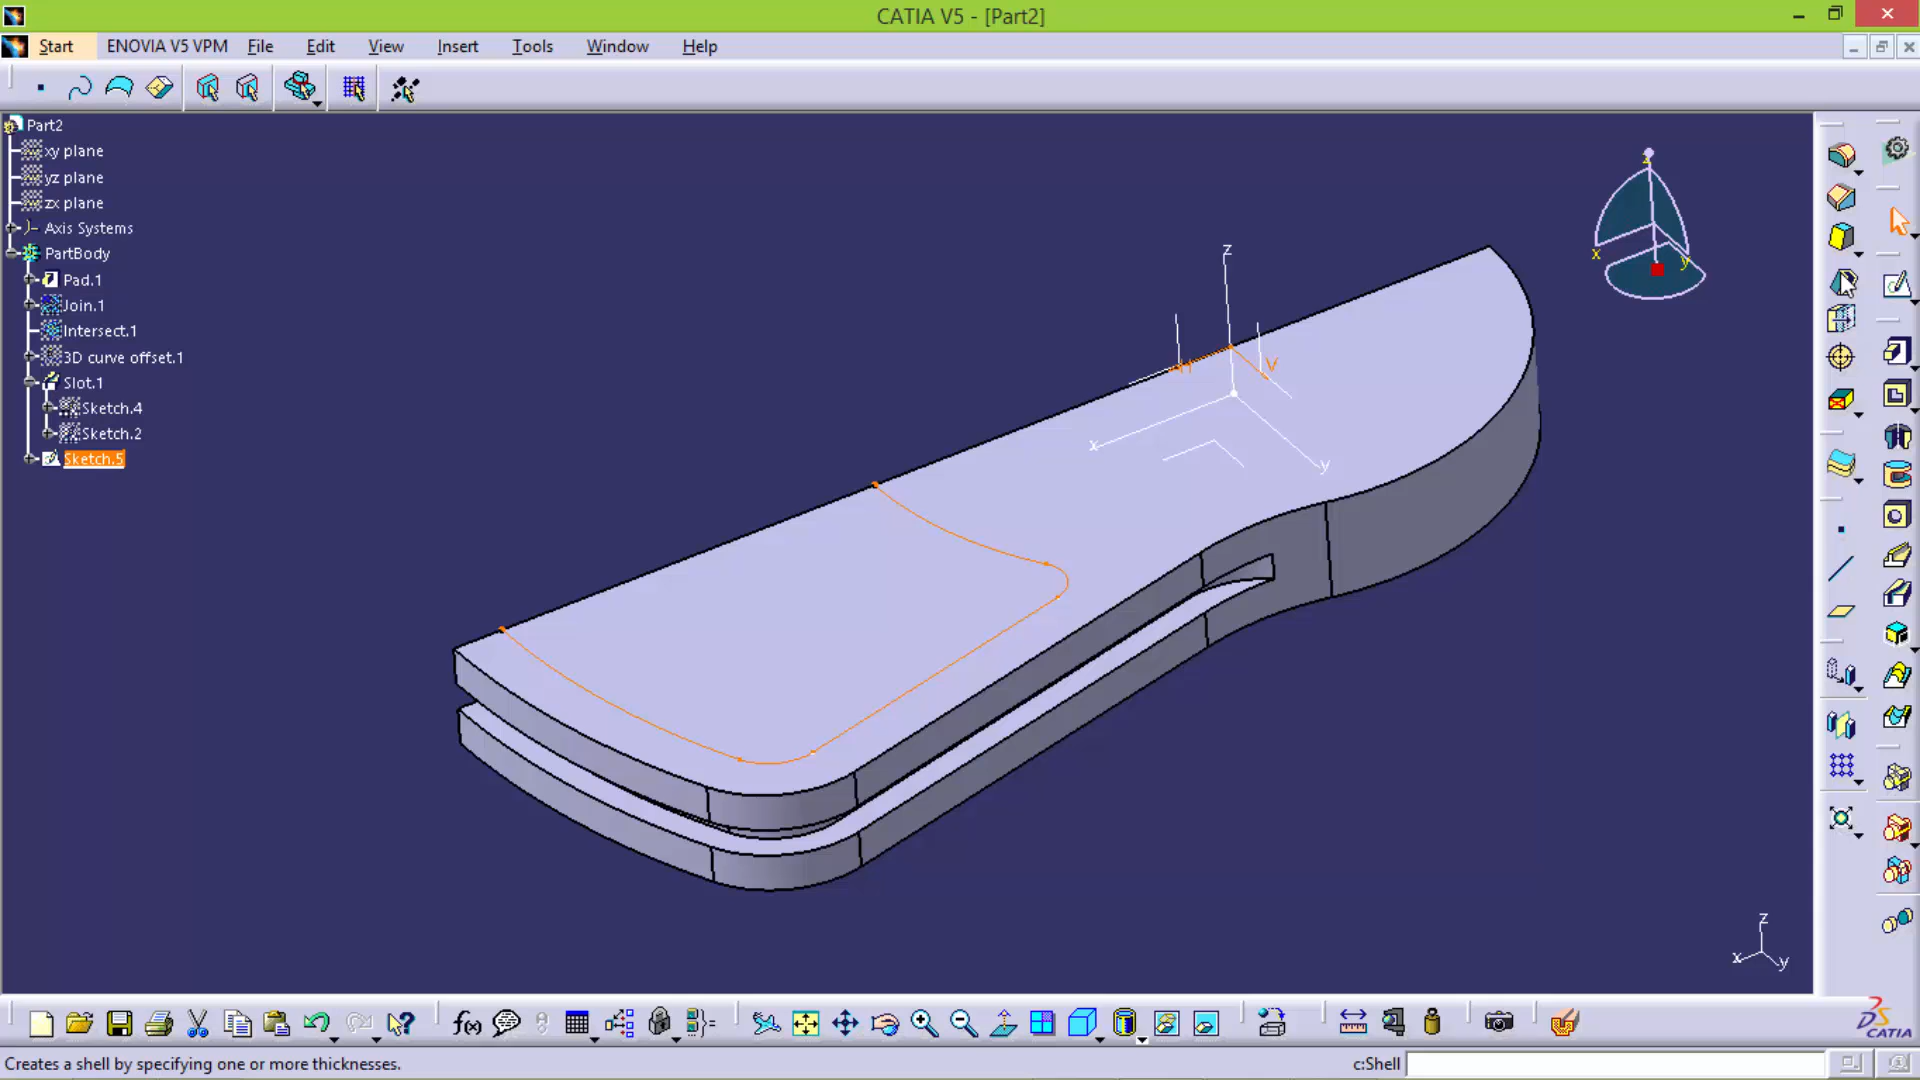 CATIA V5 - [Part2]
Start ENOVIA V5 VPM File Edit View Insert Tools Window Help
Part2
xy plane
yz plane
zx plane
Axis Systems
PartBody
Pad.1
Join.1
Intersect.1
3D curve offset.1
Slot.1
Sketch.4
Sketch.2
Sketch.5
z
x
y
z
H
V
x
y
z
x
y
f(x)
DS
CATIA
Creates a shell by specifying one or more thicknesses.
c:Shell